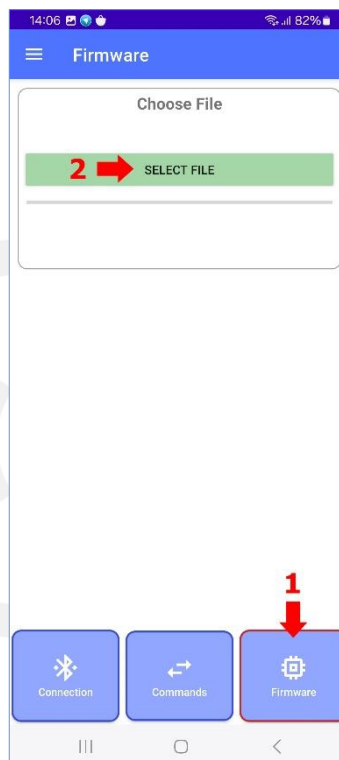 14:06 82%
Firmware
Choose File
2 SELECT FILE
1
Connection Commands Firmware